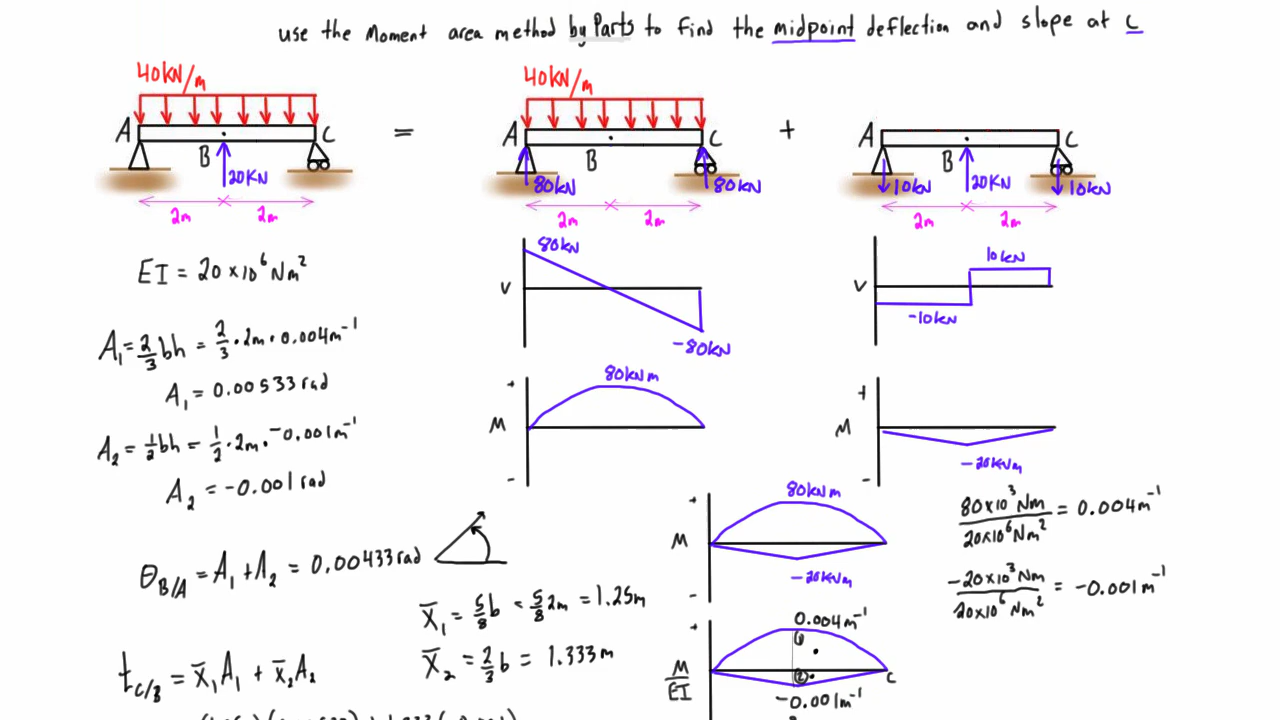 use the Moment area method by Parts to find the midpoint deflection and slope at C
40kN/m
A
B
C
20KN
2m
2m
=
40kN/m
A
B
C
80kN
80kN
2m
2m
+
A
B
C
10kN
20KN
10kN
2m
2m
EI = 20×10⁶ Nm²
V
80kN
-80kN
V
-10kN
10kN
A₁ = 2/3 bh = 2/3 · 2m · 0.004m⁻¹
A₁ = 0.00533 rad
A₂ = 1/2 bh = 1/2 · 2m · -0.001m⁻¹
A₂ = -0.001 rad
+
M
-
80kNm
+
M
-
-20kNm
+
M
-
80kNm
-20kNm
80×10³ Nm / 20×10⁶ Nm² = 0.004m⁻¹
-20×10³ Nm / 20×10⁶ Nm² = -0.001m⁻¹
θ_B/A = A₁ + A₂ = 0.00433 rad
x̄₁ = 5/8 b = 5/8 2m = 1.25m
x̄₂ = 2/3 b = 1.333m
t_C/B = x̄₁A₁ + x̄₂A₂
+
M/EI
0.004m⁻¹
1
2
C
-0.001m⁻¹